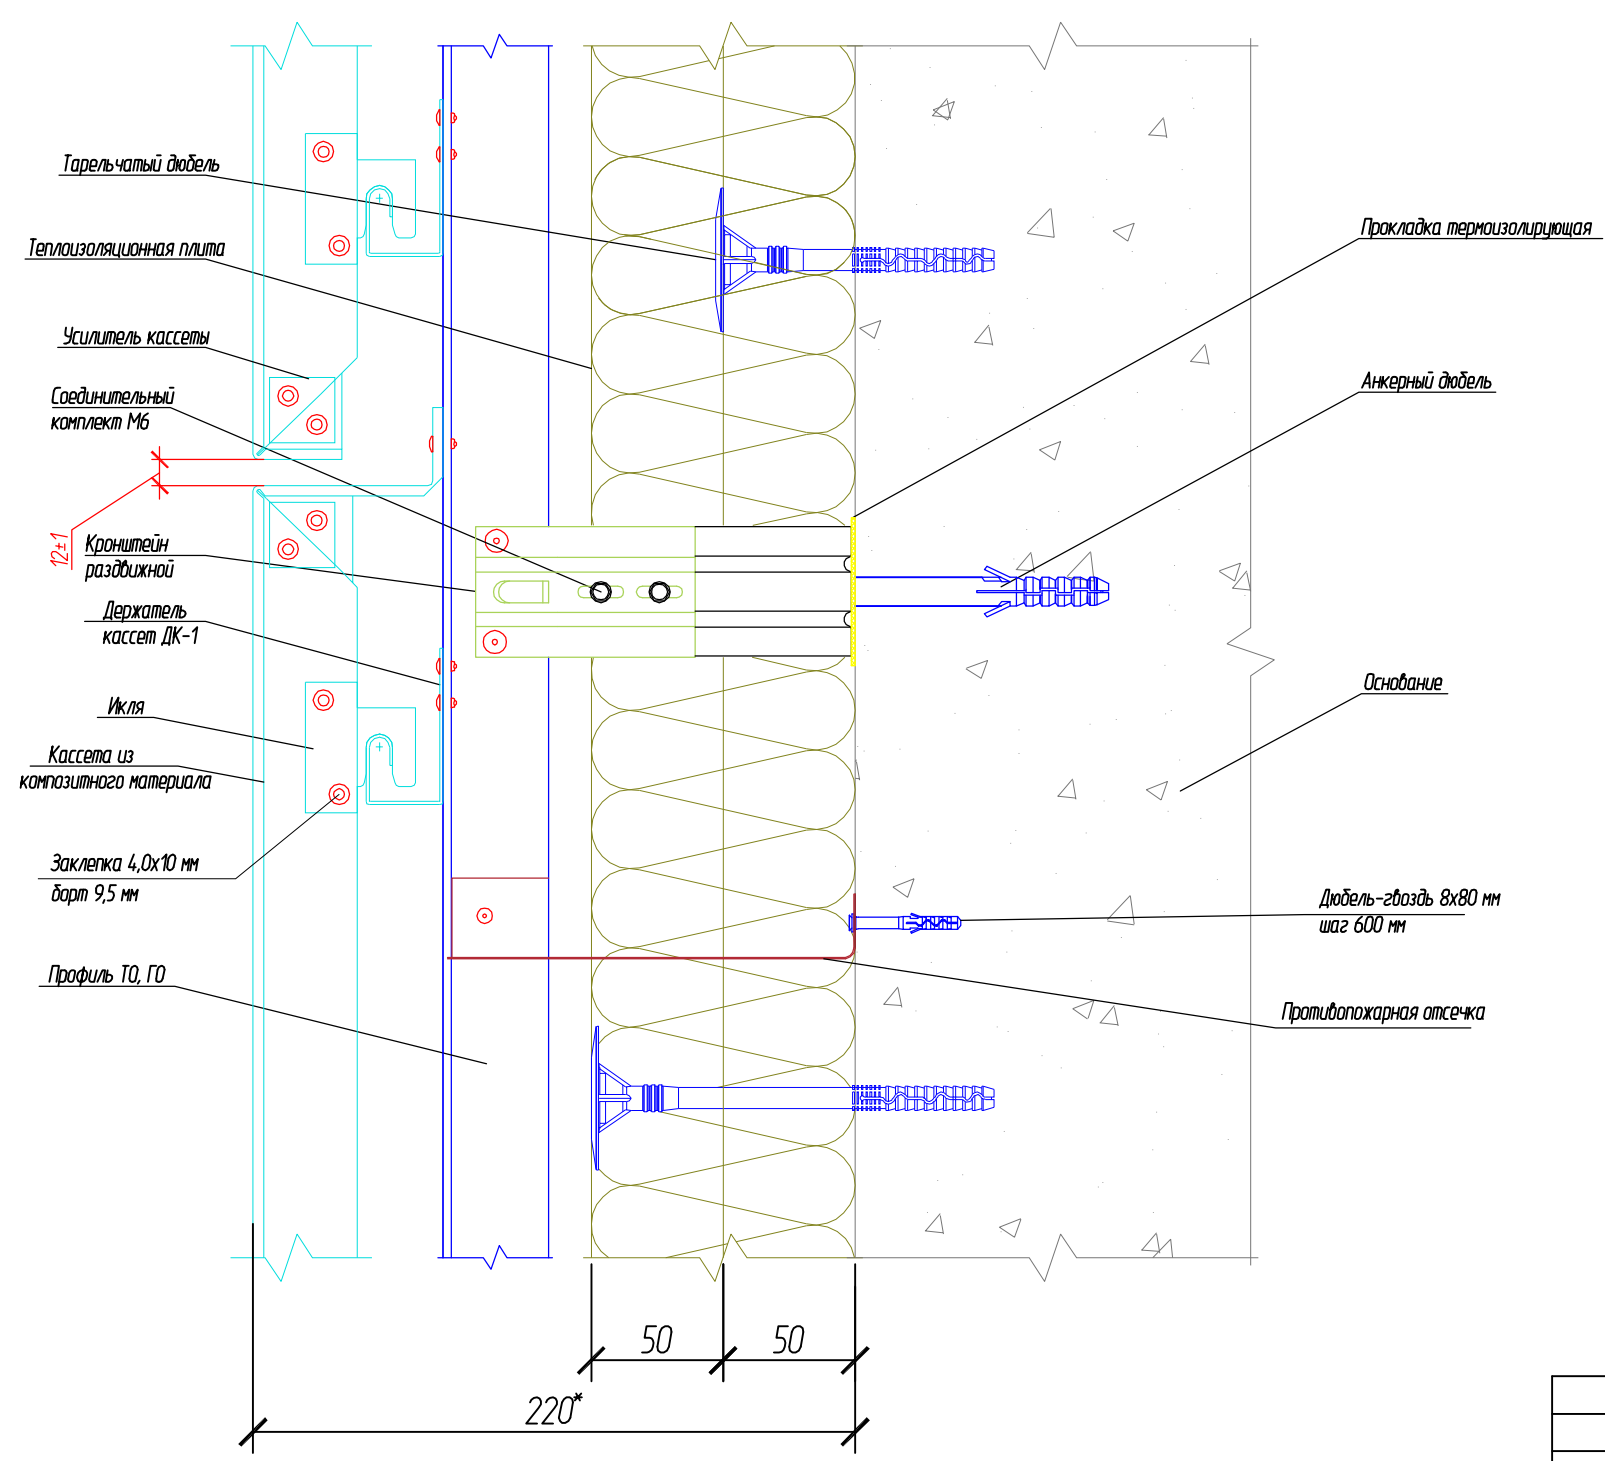 Тарельчатый дюбель
Теплоизоляционная плита
Усилитель кассеты
Соединительный
комплект М6
12±1
Кронштейн
раздвижной
Держатель
кассет ДК-1
Икля
Кассета из
композитного материала
Заклепка 4,0х10 мм
борт 9,5 мм
Профиль ТО, ГО
Прокладка термоизолирующая
Анкерный дюбель
Основание
Дюбель-гвоздь 8х80 мм
шаг 600 мм
Противопожарная отсечка
50
50
220*